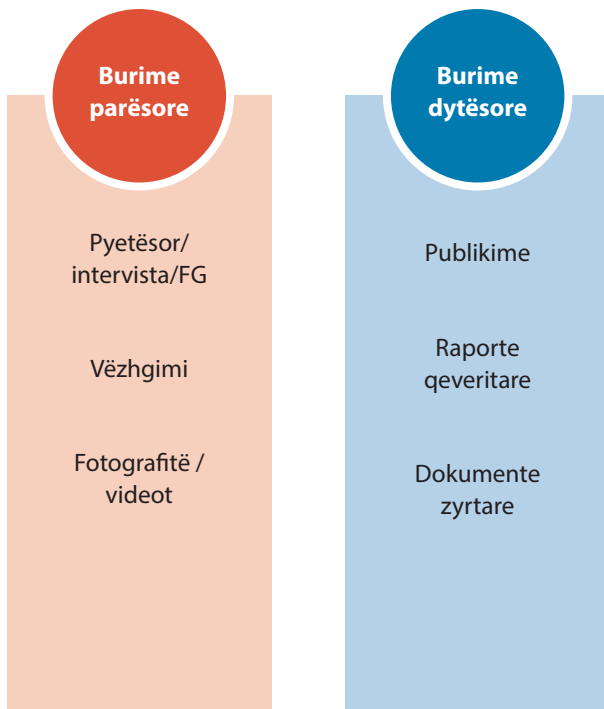 Burime
parësore
Pyetësor/
intervista/FG
Vëzhgimi
Fotografitë /
videot
Burime
dytësore
Publikime
Raporte
qeveritare
Dokumente
zyrtare